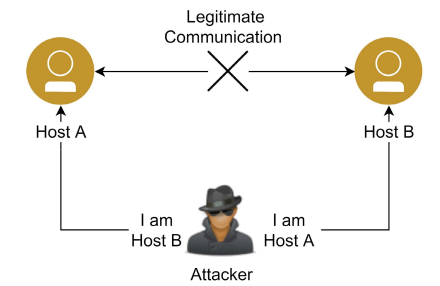 Legitimate
Communication
Host A
Host B
I am
Host B
I am
Host A
Attacker